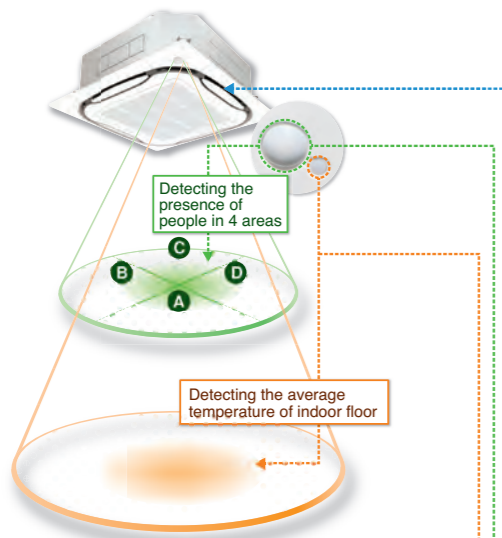 Detecting the
presence of
people in 4 areas
C
B
D
A
Detecting the average
temperature of indoor floor